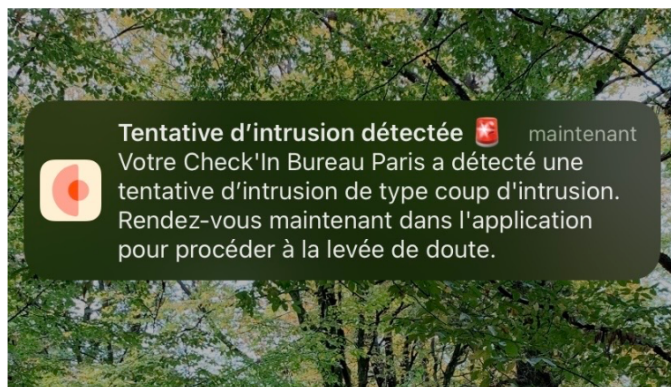 Tentative d’intrusion détectée 🚨 maintenant
Votre Check'In Bureau Paris a détecté une
tentative d’intrusion de type coup d'intrusion.
Rendez-vous maintenant dans l'application
pour procéder à la levée de doute.